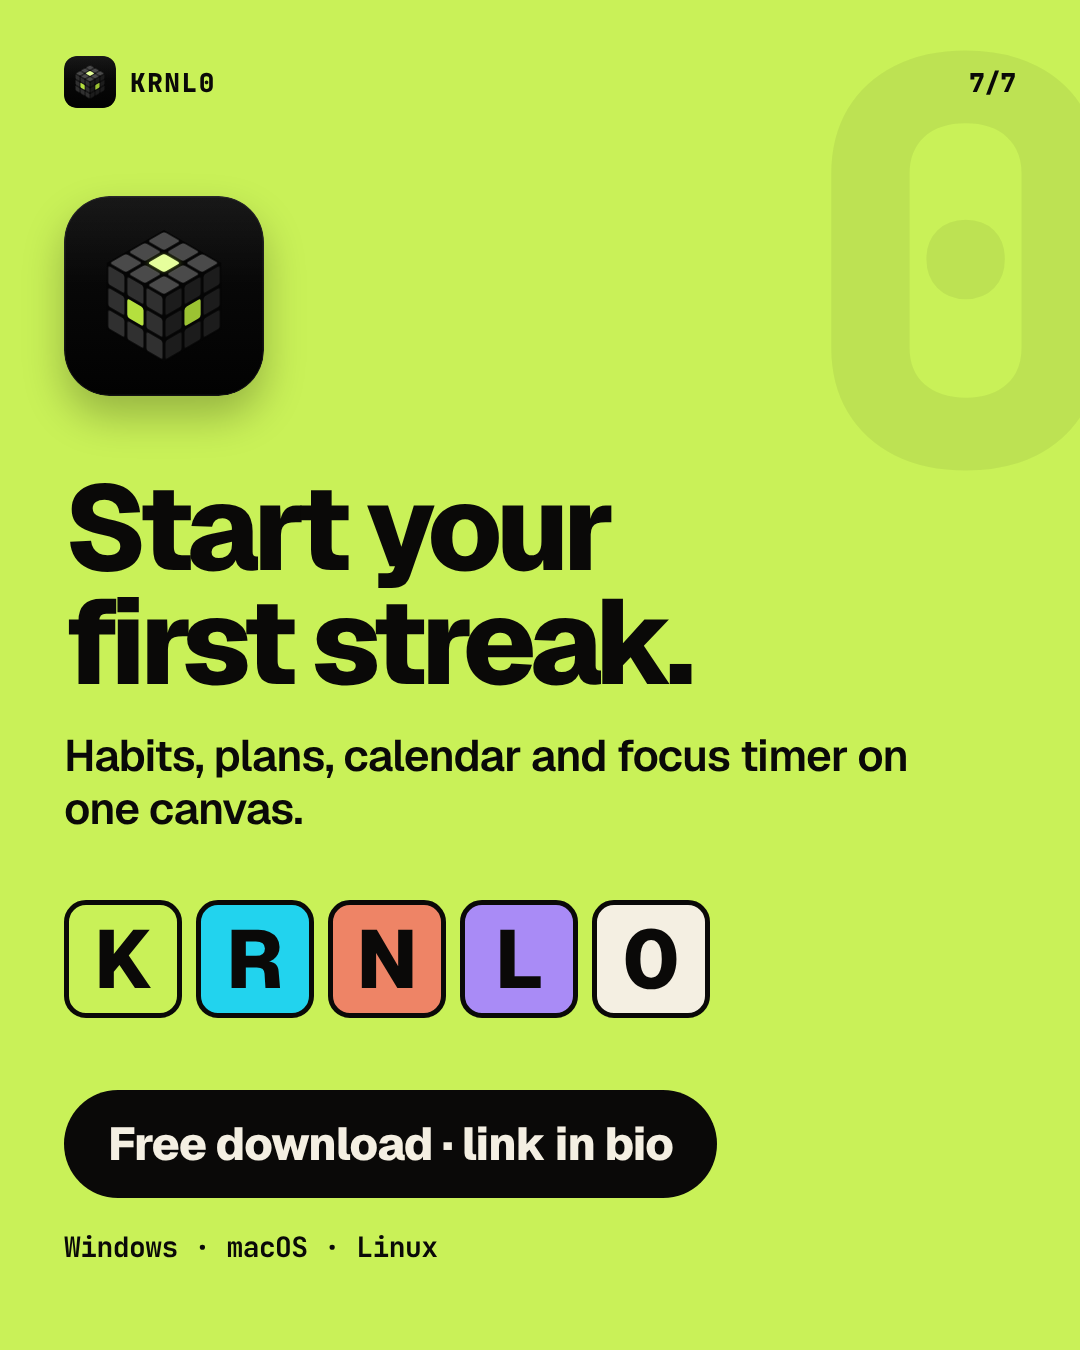 KRNL0
7/7
Start your
first streak.
Habits, plans, calendar and focus timer on
one canvas.
K R N L 0
Free download · link in bio
Windows · macOS · Linux